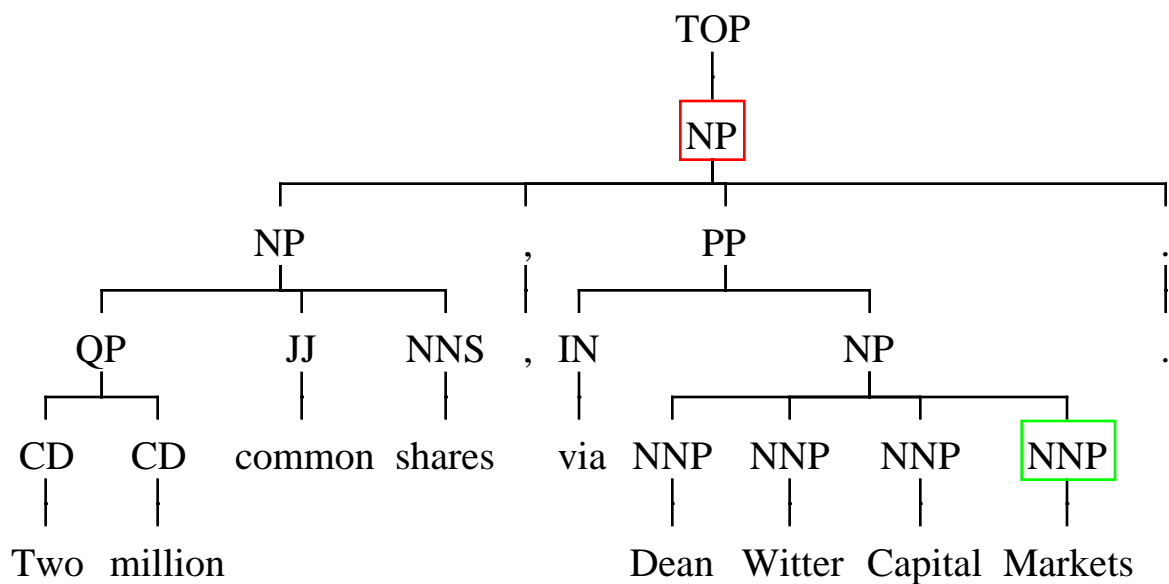 TOP
NP
NP , PP .
QP JJ NNS , IN NP .
CD CD common shares via NNP NNP NNP NNP
Two million Dean Witter Capital Markets